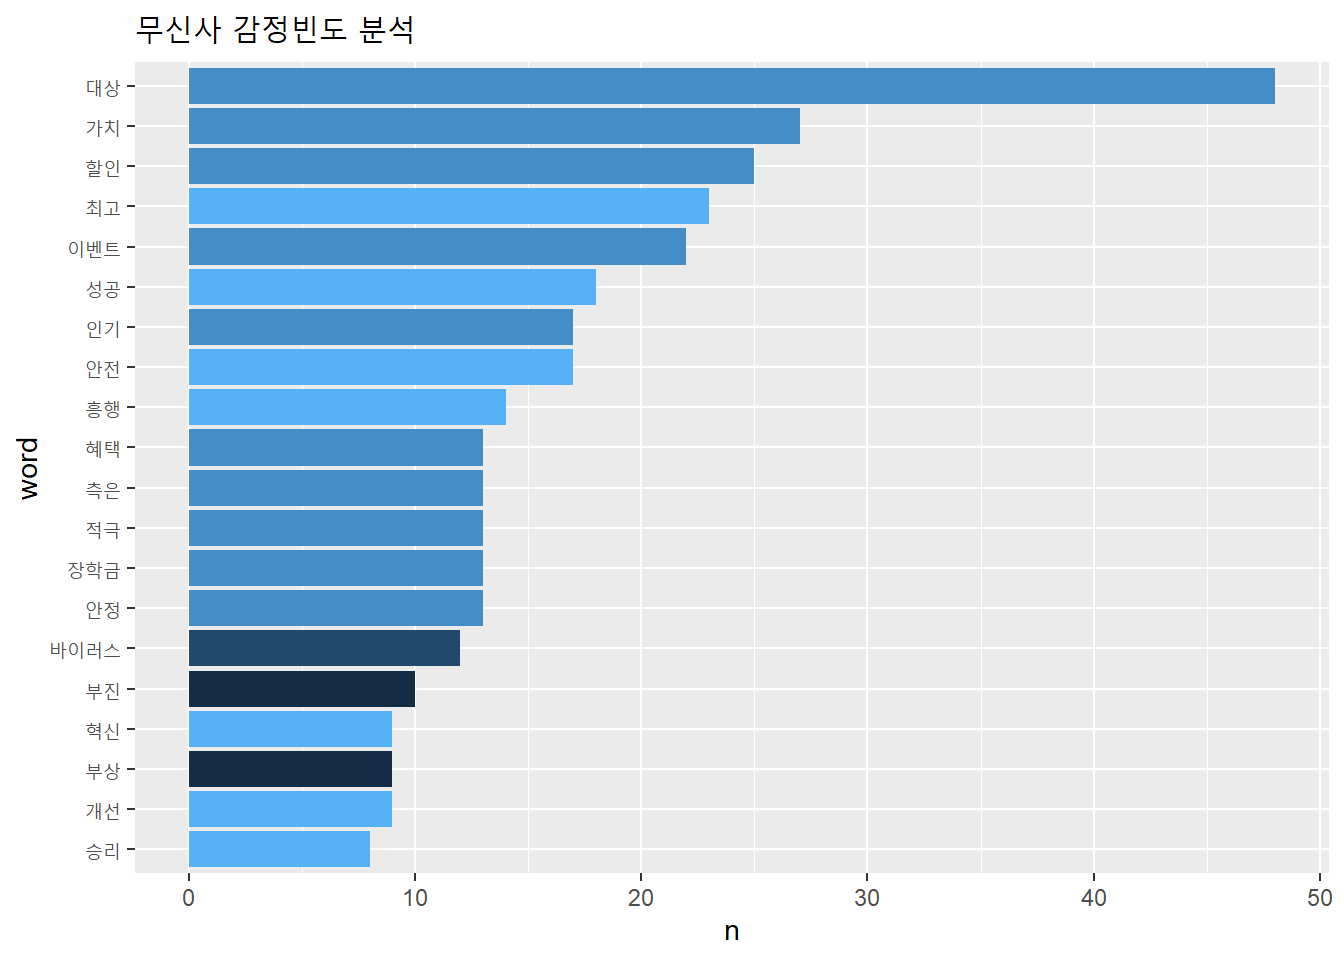 무신사 감정빈도 분석
대상
가치
할인
최고
이벤트
성공
인기
안전
흥행
혜택
측은
적극
장학금
안정
바이러스
부진
혁신
부상
개선
승리
word
0 10 20 30 40 50
n